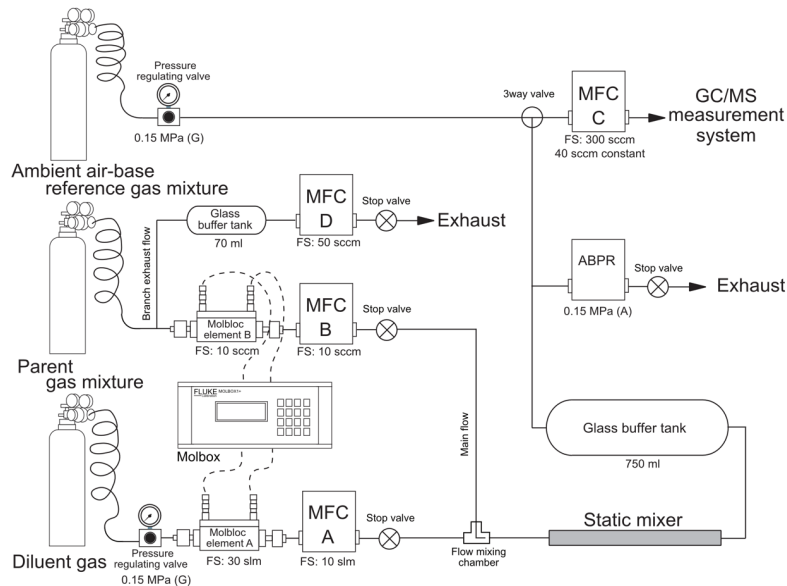 Pressure
regulating valve
0.15 MPa (G)
3way valve
MFC
C
FS: 300 sccm
40 sccm constant
GC/MS
measurement
system
Ambient air-base
reference gas mixture
Branch exhaust flow
Glass
buffer tank
70 ml
MFC
D
FS: 50 sccm
Stop valve
Exhaust
ABPR
0.15 MPa (A)
Stop valve
Exhaust
Molbloc
element B
FS: 10 sccm
MFC
B
FS: 10 sccm
Stop valve
Parent
gas mixture
FLUKE
MOLBOX1+
Molbox
Main flow
Glass buffer tank
750 ml
Diluent gas
Pressure
regulating valve
0.15 MPa (G)
Molbloc
element A
FS: 30 slm
MFC
A
FS: 10 slm
Stop valve
Flow mixing
chamber
Static mixer